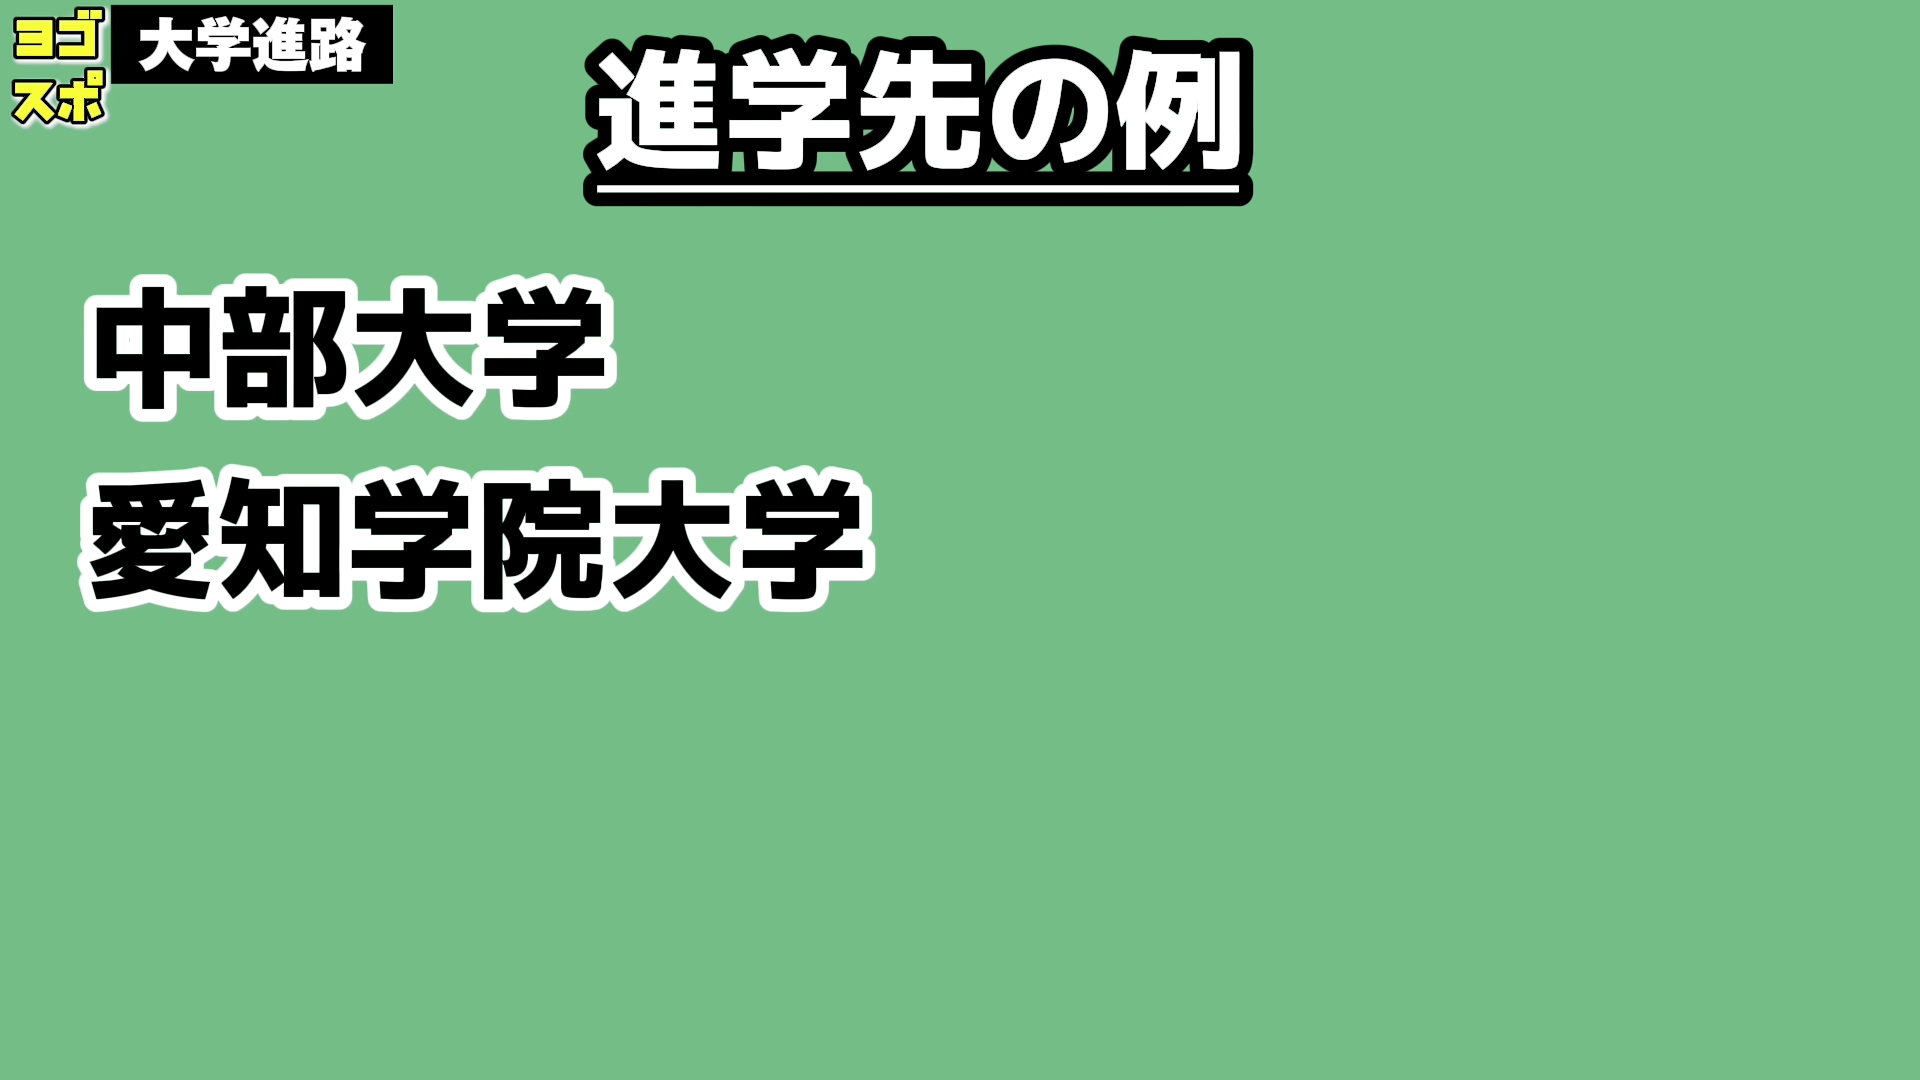 ヨゴ
スポ
大学進路
進学先の例
中部大学
愛知学院大学